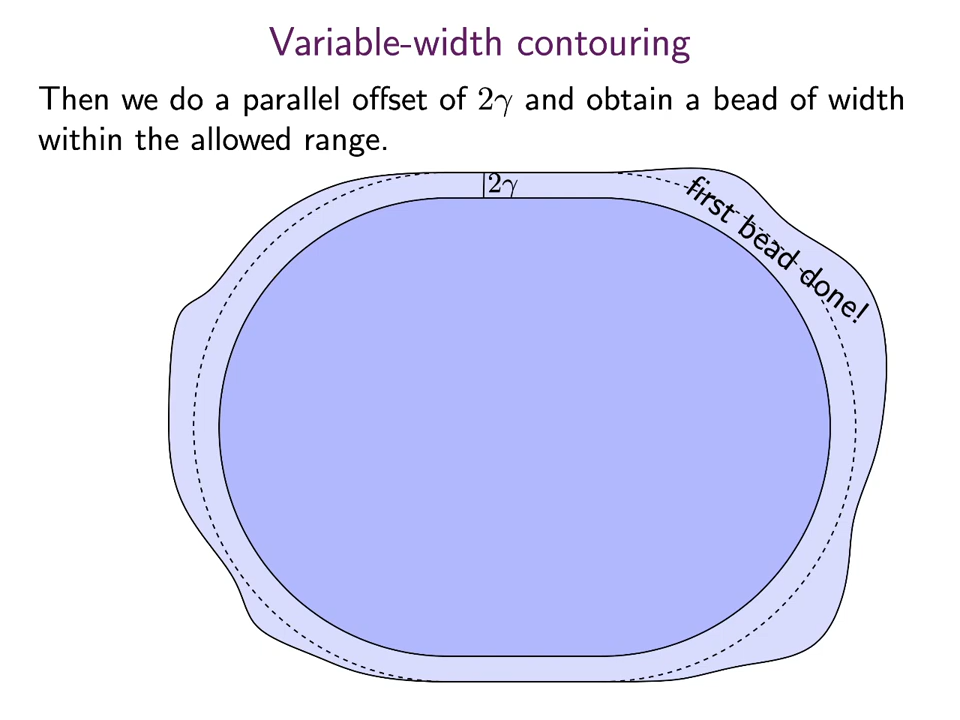 Variable-width contouring
Then we do a parallel offset of 2γ and obtain a bead of width
within the allowed range.
2γ
first bead done!